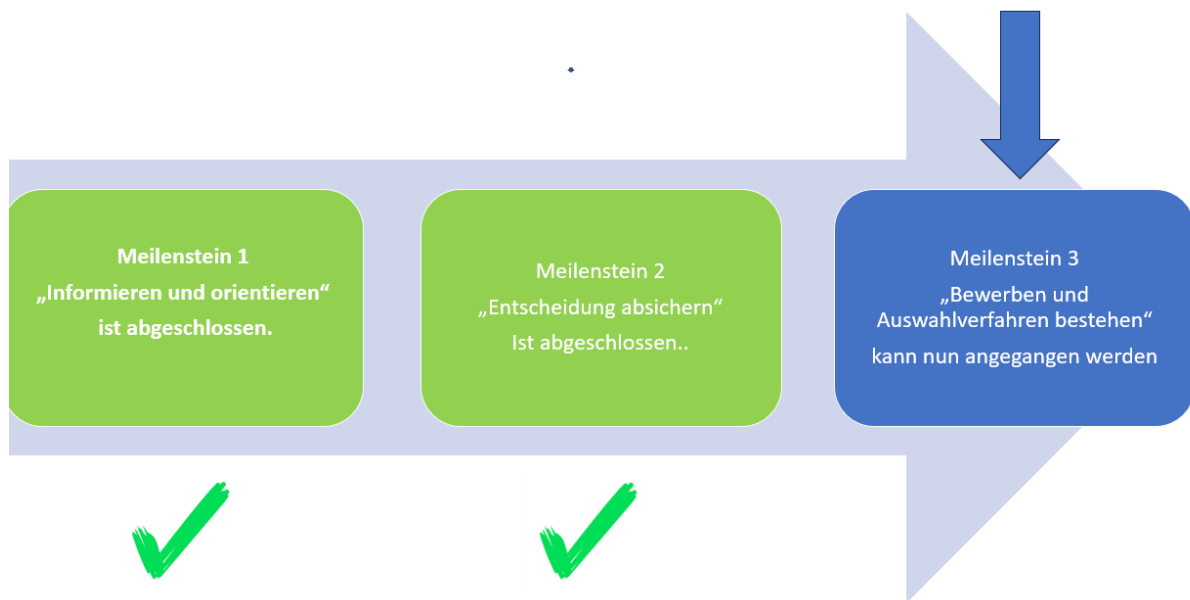 Meilenstein 1
„Informieren und orientieren“
ist abgeschlossen.
Meilenstein 2
„Entscheidung absichern“
Ist abgeschlossen..
Meilenstein 3
„Bewerben und
Auswahlverfahren bestehen“
kann nun angegangen werden